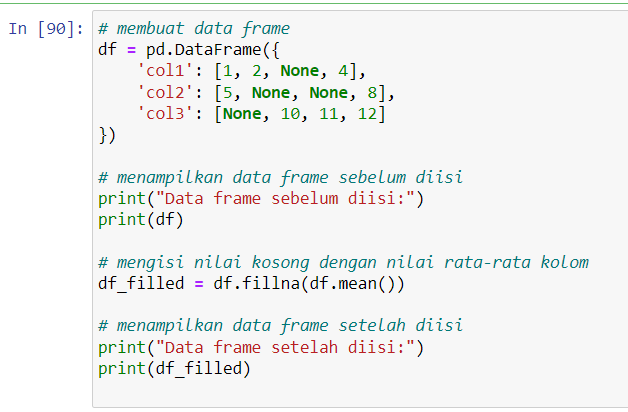 In [90]: # membuat data frame
df = pd.DataFrame({
    'col1': [1, 2, None, 4],
    'col2': [5, None, None, 8],
    'col3': [None, 10, 11, 12]
})

# menampilkan data frame sebelum diisi
print("Data frame sebelum diisi:")
print(df)

# mengisi nilai kosong dengan nilai rata-rata kolom
df_filled = df.fillna(df.mean())

# menampilkan data frame setelah diisi
print("Data frame setelah diisi:")
print(df_filled)